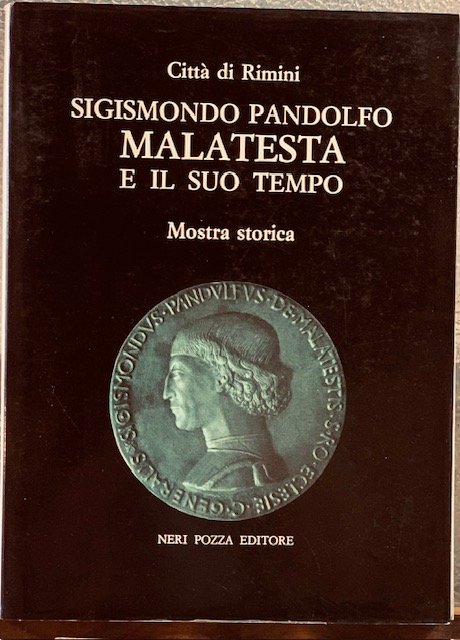 Città di Rimini
SIGISMONDO PANDOLFO
MALATESTA
E IL SUO TEMPO
Mostra storica
SIGISMONDVS·PANDVLFVS·DE·MALATESTIS·S·RO·ECLESIE·C·GENERALIS
NERI POZZA EDITORE